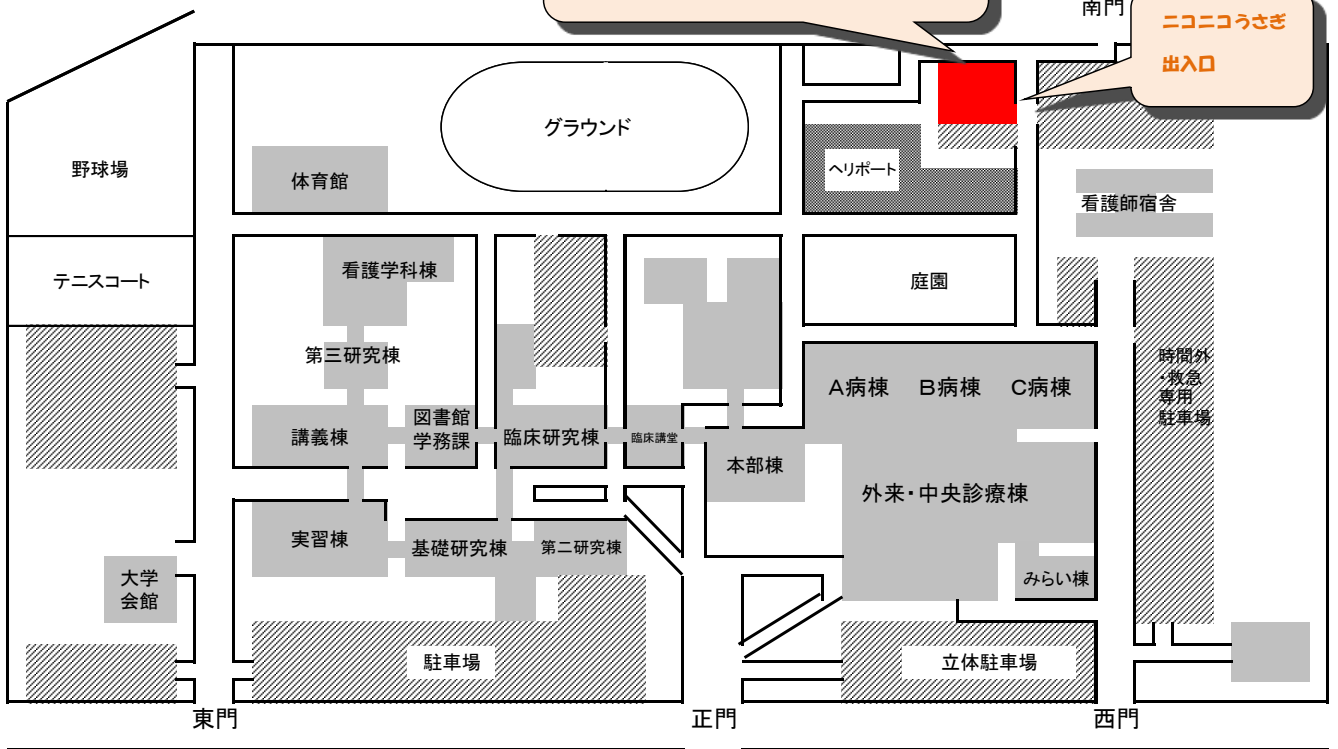 南門
ニコニコうさぎ
出入口
グラウンド
野球場
体育館
ヘリポート
看護師宿舎
テニスコート
看護学科棟
庭園
第三研究棟
時間外
・救急
専用
駐車場
A病棟
B病棟
C病棟
講義棟
図書館
学務課
臨床研究棟
臨床講堂
本部棟
外来・中央診療棟
実習棟
基礎研究棟
第二研究棟
大学
会館
みらい棟
駐車場
立体駐車場
東門
正門
西門